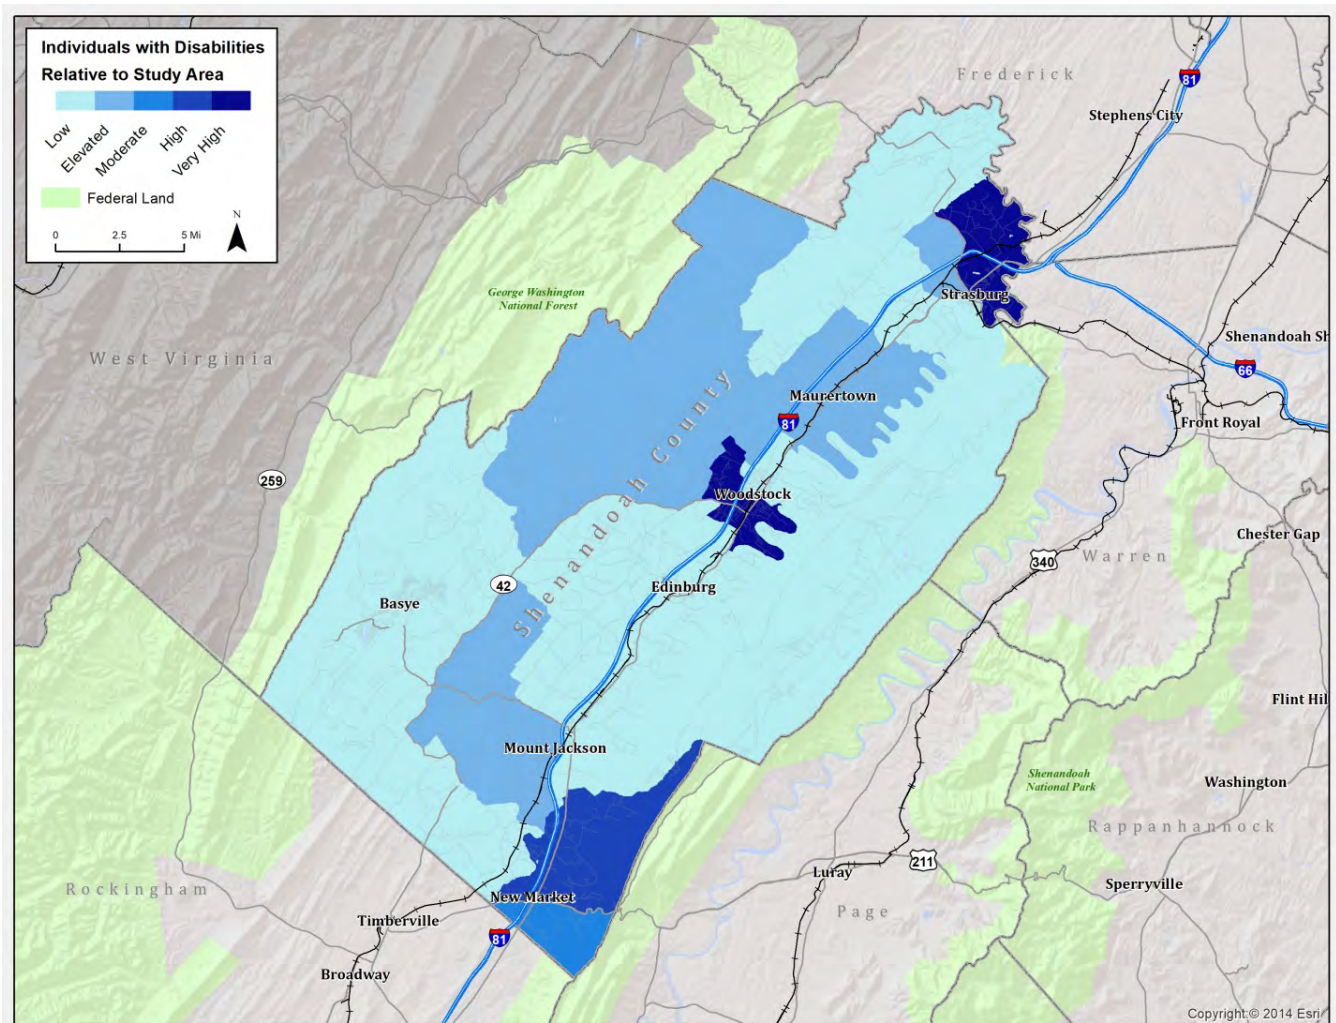 Individuals with Disabilities
Relative to Study Area
Low
Elevated
Moderate
High
Very High
Federal Land
N
0 2.5 5 Mi
Frederick
81
Stephens City
George Washington
National Forest
West Virginia
Strasburg
Shenandoah Sh
66
Maurertown
81
Front Royal
Shenandoah County
259
Woodstock
Chester Gap
340
Warren
42
Edinburg
Basye
Flint Hil
Mount Jackson
Shenandoah
National Park
Washington
Rappanhannock
211
Luray
Sperryville
Rockingham
New Market
Page
Timberville
81
Broadway
Copyright:© 2014 Esri